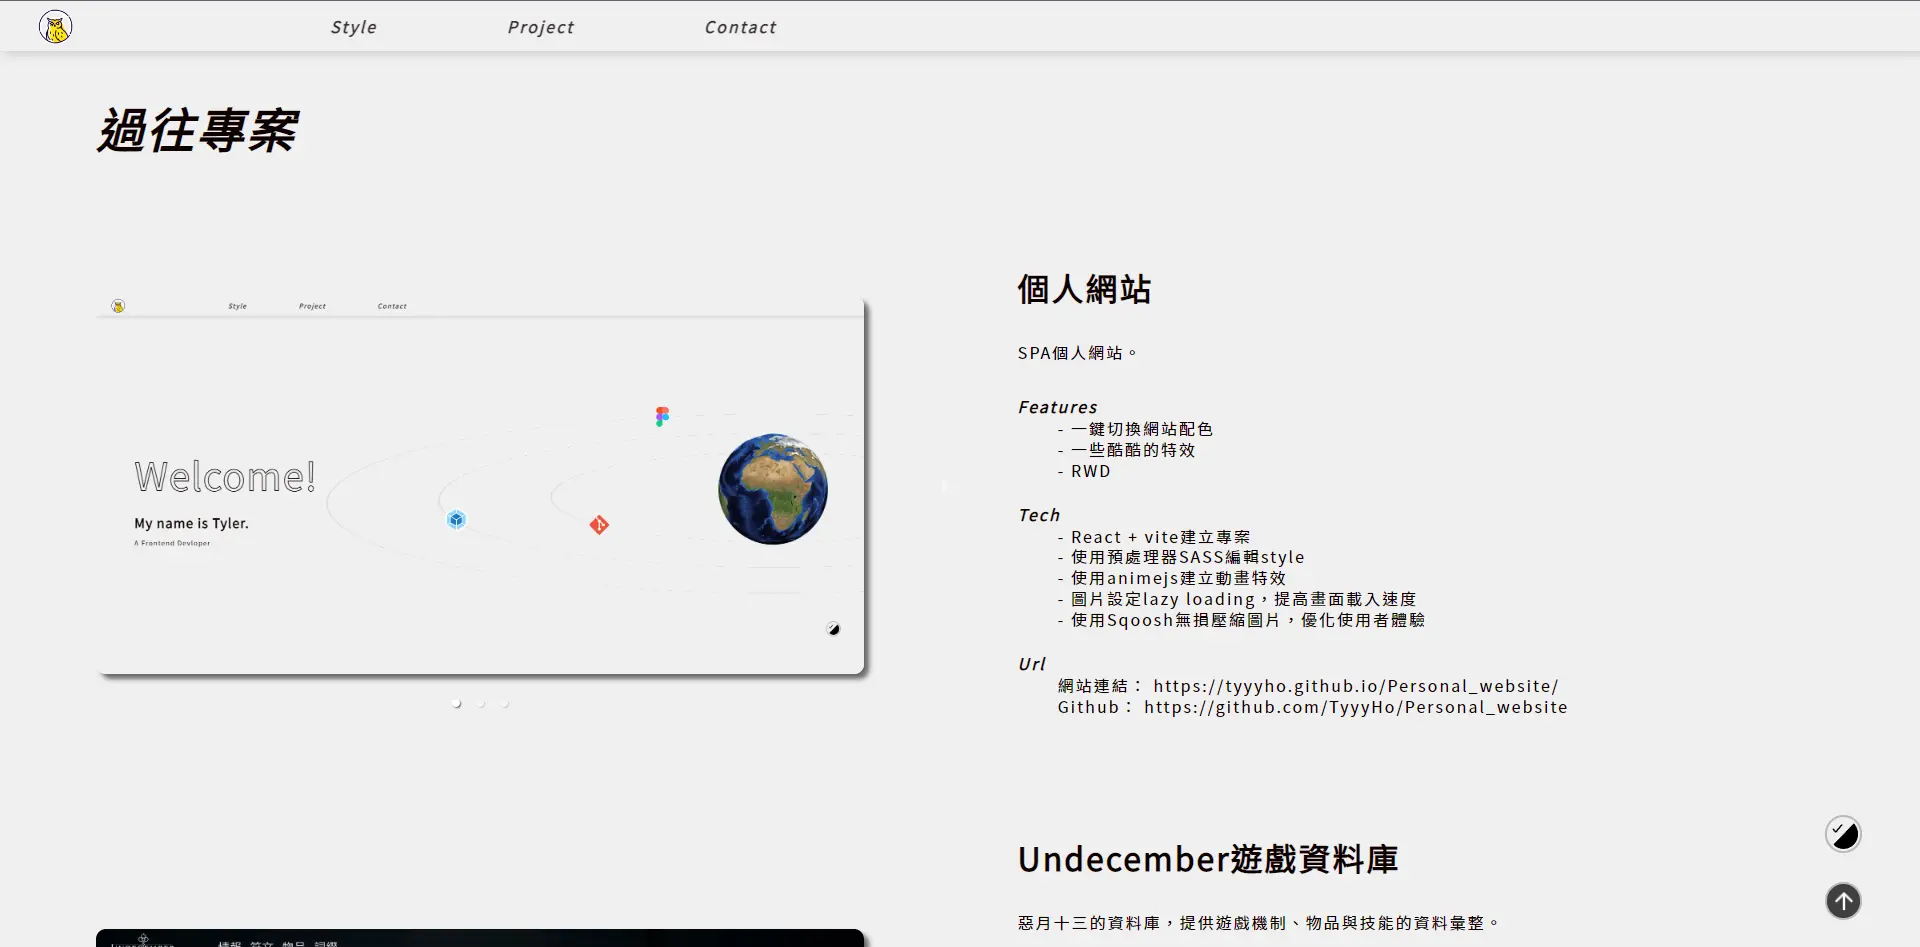 Style Project Contact
過往專案
Style Project Contact
Welcome!
My name is Tyler.
A Frontend Devloper
個人網站
SPA個人網站。
Features
- 一鍵切換網站配色
- 一些酷酷的特效
- RWD
Tech
- React + vite建立專案
- 使用預處理器SASS編輯style
- 使用animejs建立動畫特效
- 圖片設定lazy loading，提高畫面載入速度
- 使用Sqoosh無損壓縮圖片，優化使用者體驗
Url
網站連結： https://tyyyho.github.io/Personal_website/
Github： https://github.com/TyyyHo/Personal_website
Undecember遊戲資料庫
惡月十三的資料庫，提供遊戲機制、物品與技能的資料彙整。
情報 符文 物品 詞綴